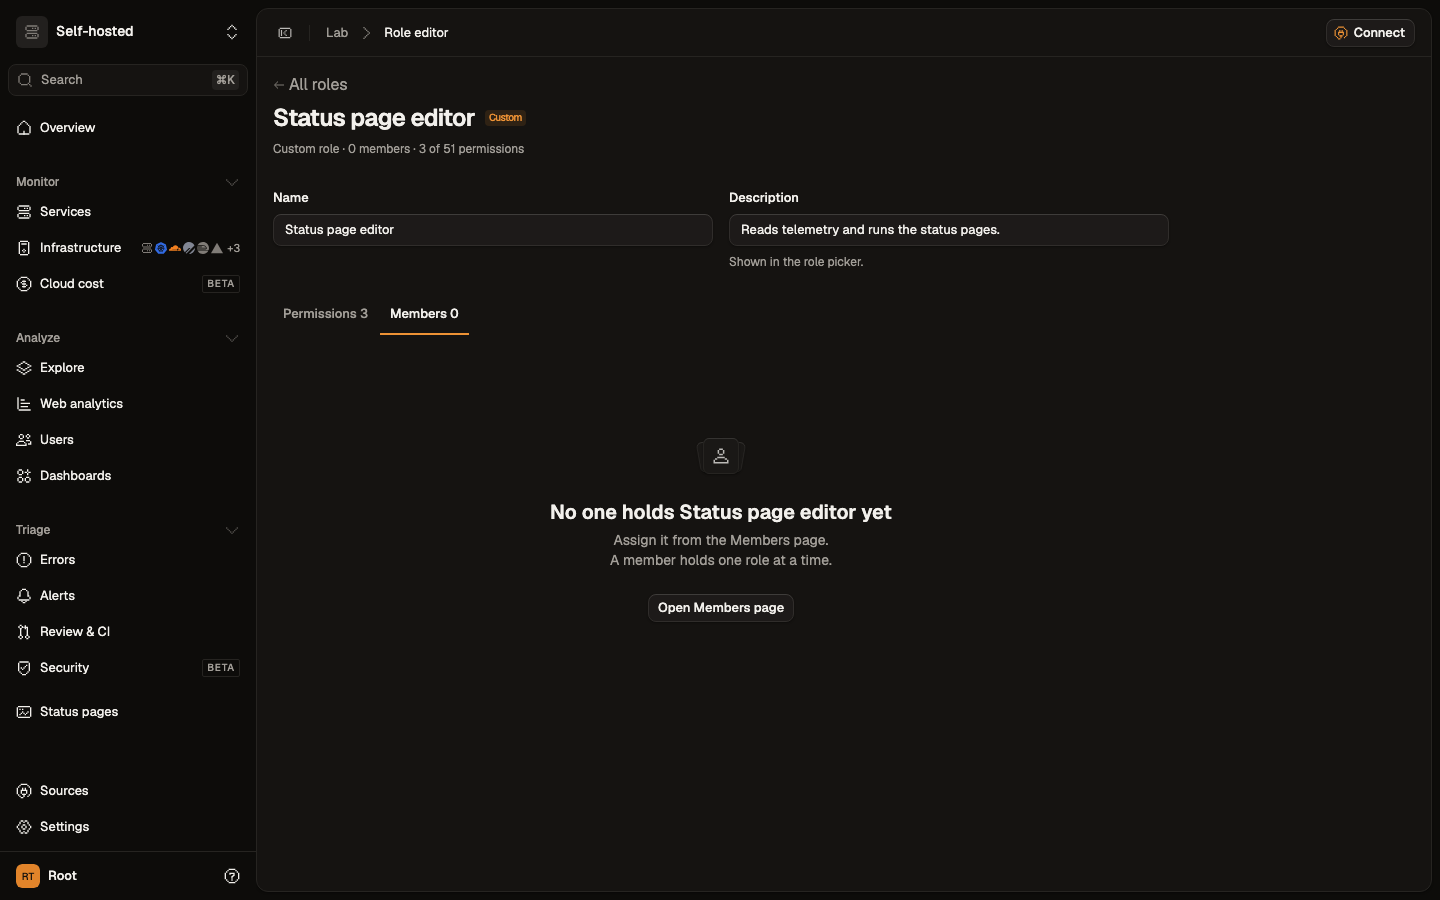 Self-hosted
Search ⌘K
Overview
Monitor
Services
Infrastructure +3
Cloud cost BETA
Analyze
Explore
Web analytics
Users
Dashboards
Triage
Errors
Alerts
Review & CI
Security BETA
Status pages
Sources
Settings
RT Root
Lab Role editor
Connect
← All roles
Status page editor Custom
Custom role · 0 members · 3 of 51 permissions
Name
Status page editor
Description
Reads telemetry and runs the status pages.
Shown in the role picker.
Permissions 3 Members 0
No one holds Status page editor yet
Assign it from the Members page.
A member holds one role at a time.
Open Members page